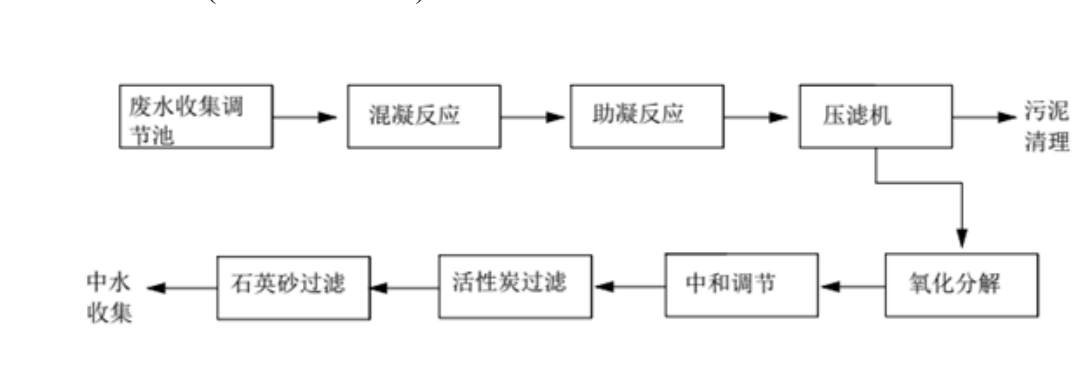 废水收集调
节池
混凝反应
助凝反应
压滤机
污泥
清理
中水
收集
石英砂过滤
活性炭过滤
中和调节
氧化分解